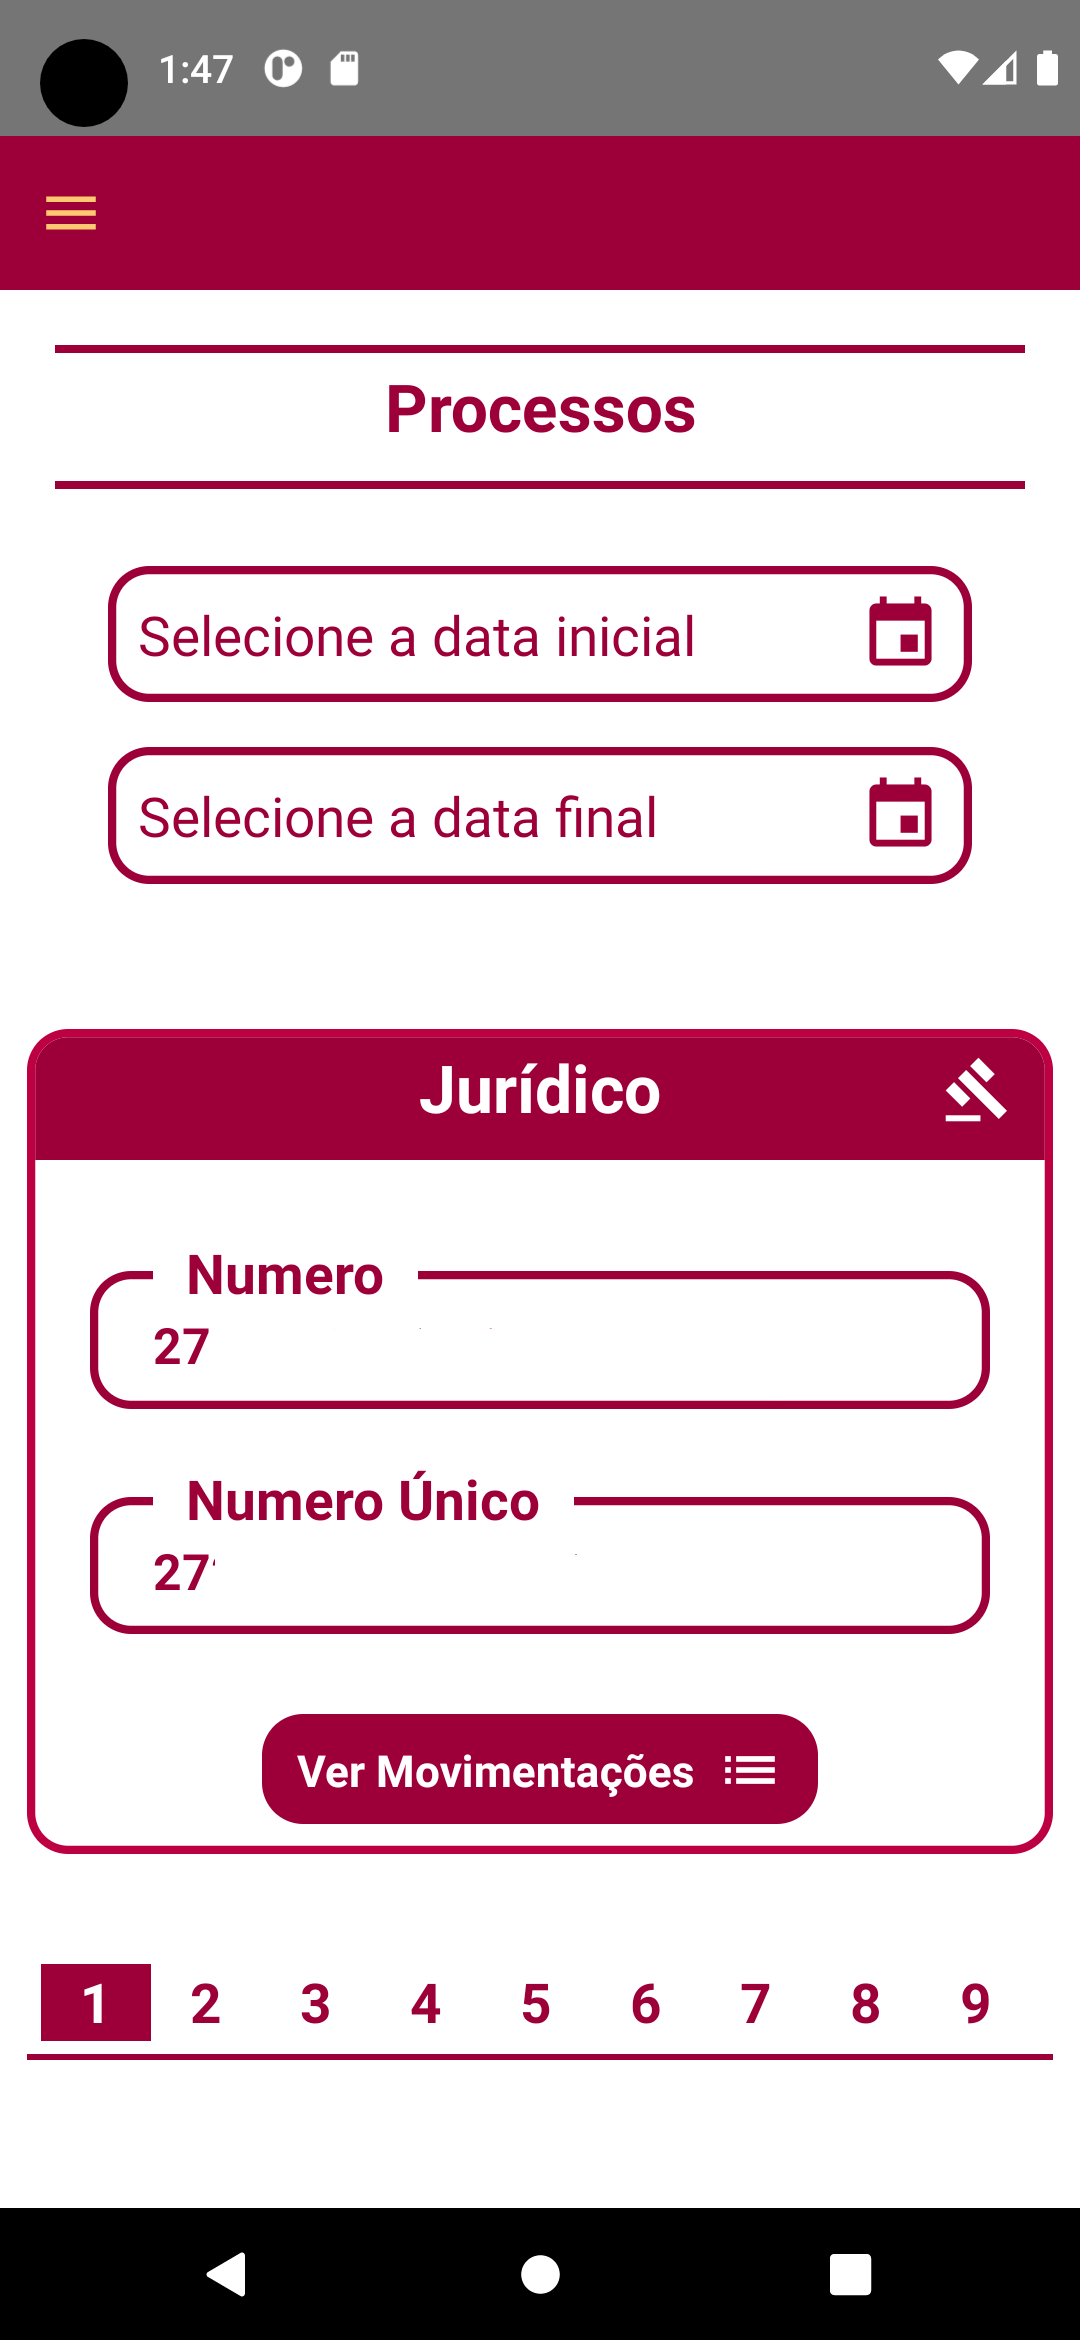 1:47
Processos
Selecione a data inicial
Selecione a data final
Jurídico
Numero
27
Numero Único
27
Ver Movimentações
1 2 3 4 5 6 7 8 9